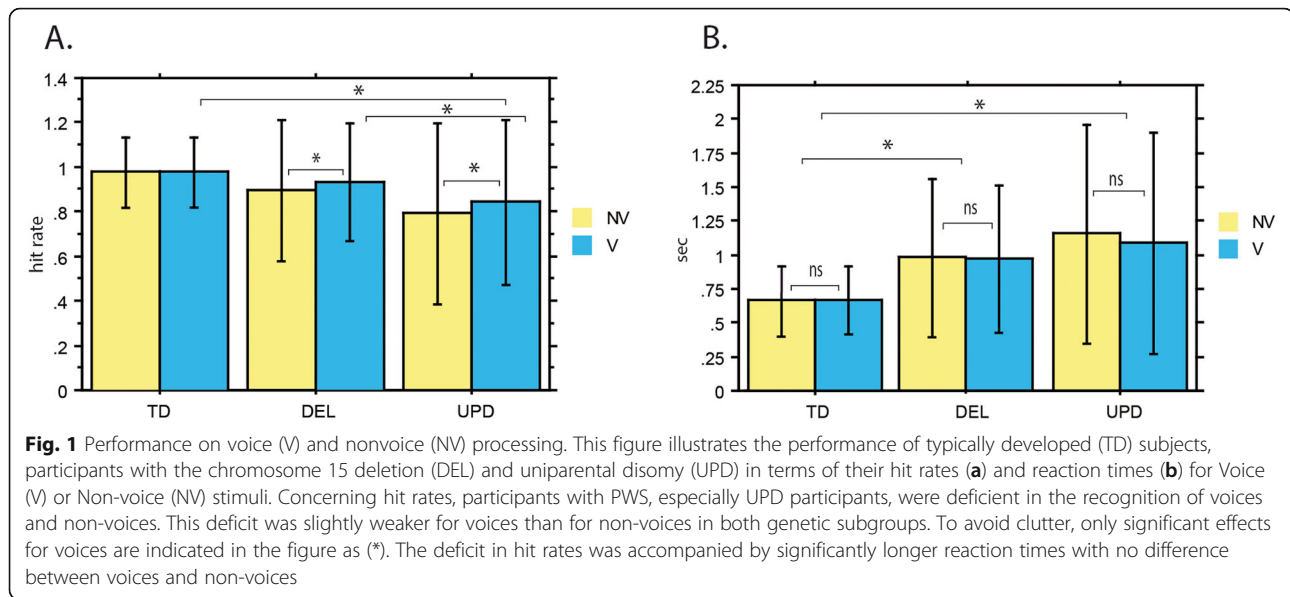 A.
1.4
1.2
1
.8
.6
.4
.2
0
hit rate
*
*
*
*
TD
DEL
UPD
NV
V
B.
2.25
2
1.75
1.5
1.25
1
.75
.5
.25
0
sec
*
*
ns
ns
ns
TD
DEL
UPD
NV
V
Fig. 1 Performance on voice (V) and nonvoice (NV) processing. This figure illustrates the performance of typically developed (TD) subjects,
participants with the chromosome 15 deletion (DEL) and uniparental disomy (UPD) in terms of their hit rates (a) and reaction times (b) for Voice
(V) or Non-voice (NV) stimuli. Concerning hit rates, participants with PWS, especially UPD participants, were deficient in the recognition of voices
and non-voices. This deficit was slightly weaker for voices than for non-voices in both genetic subgroups. To avoid clutter, only significant effects
for voices are indicated in the figure as (*). The deficit in hit rates was accompanied by significantly longer reaction times with no difference
between voices and non-voices